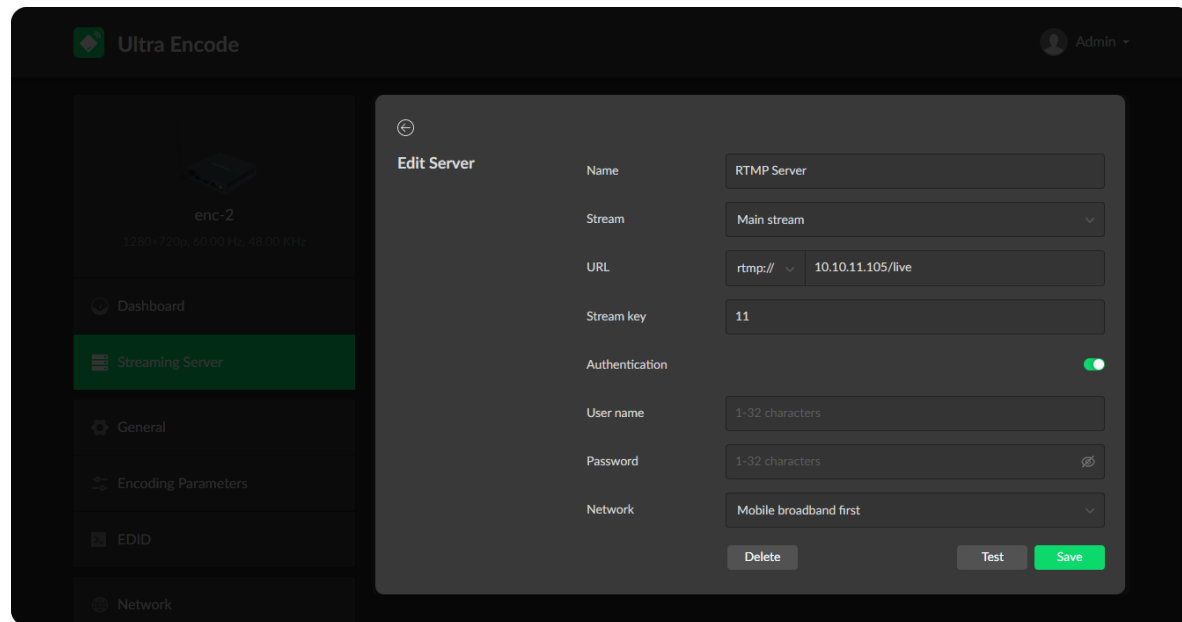 Ultra Encode
Admin
enc-2
1280×720p, 60.00 Hz, 48.00 KHz
Dashboard
Streaming Server
General
Encoding Parameters
EDID
Network
Edit Server
Name
RTMP Server
Stream
Main stream
URL
rtmp://
10.10.11.105/live
Stream key
11
Authentication
User name
1-32 characters
Password
1-32 characters
Network
Mobile broadband first
Delete
Test
Save